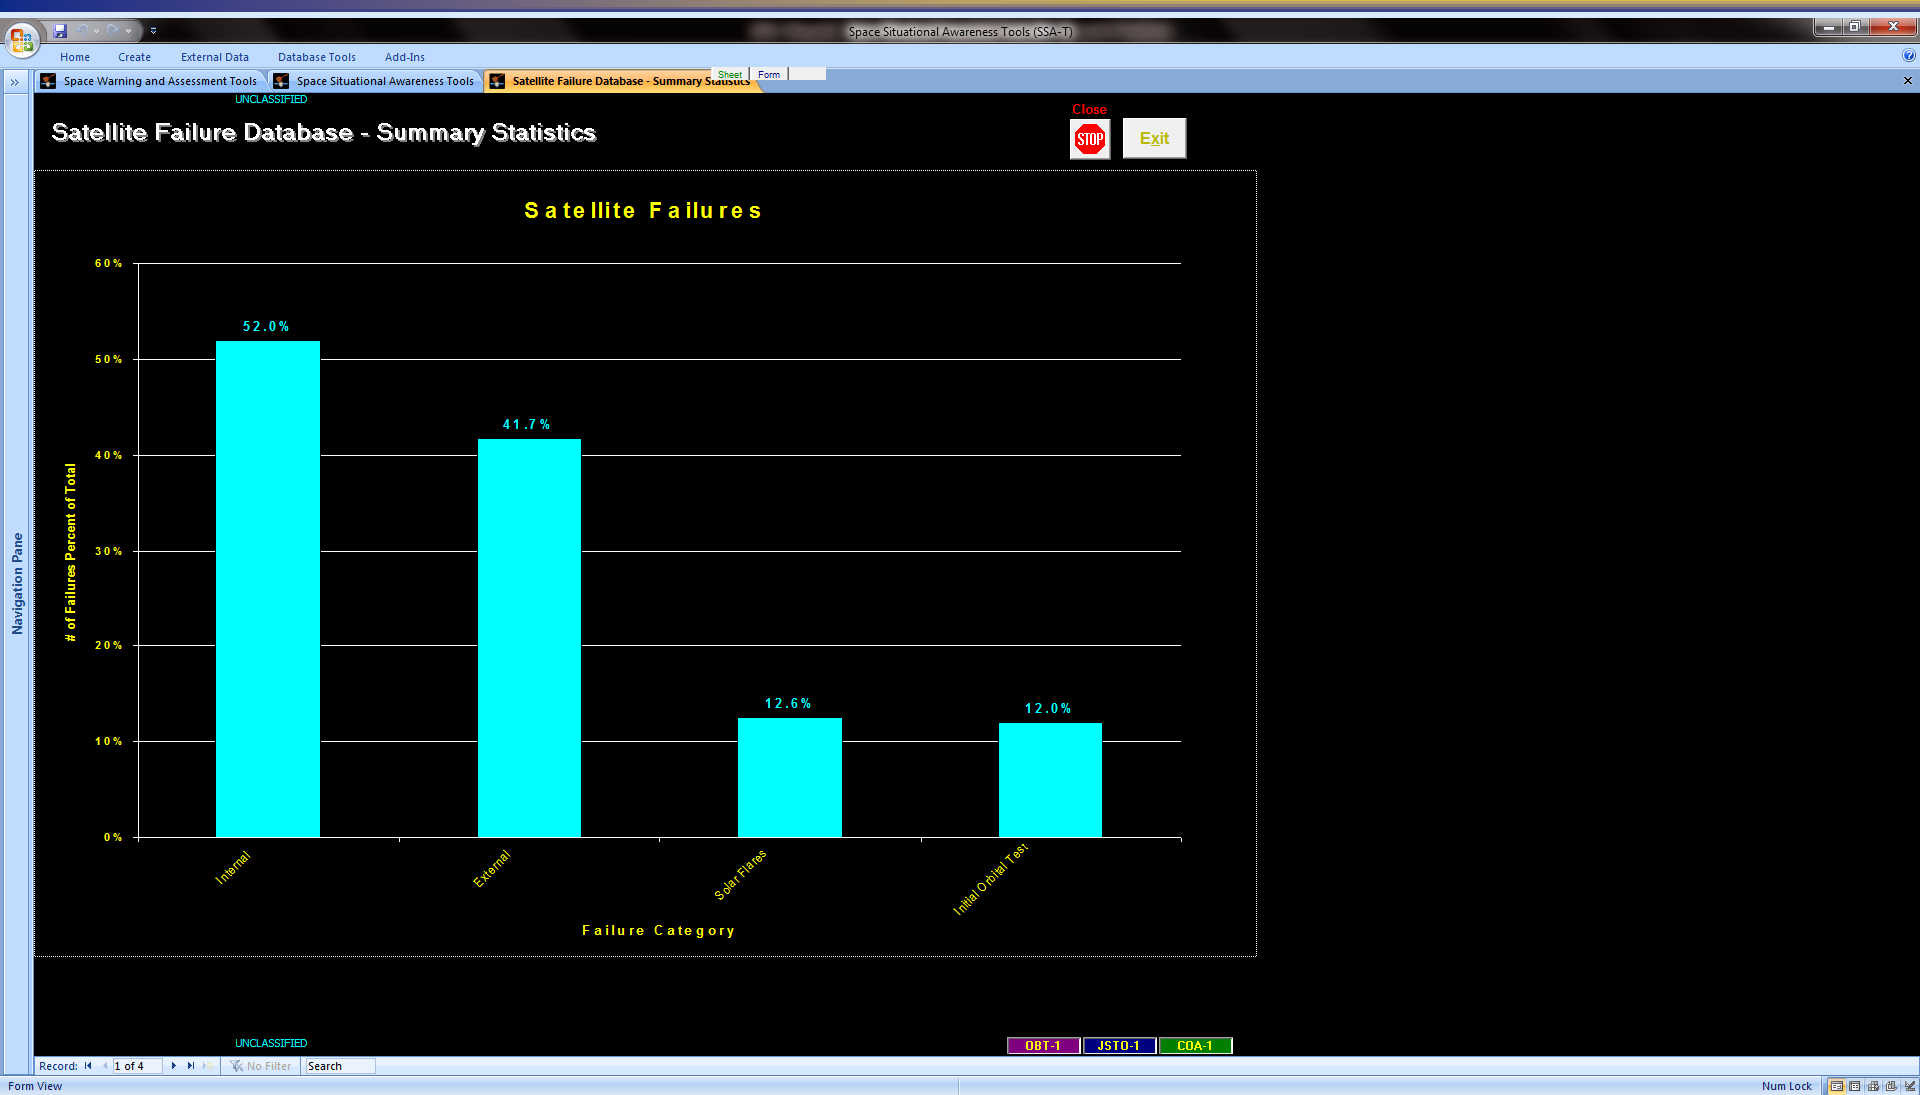 Space Situational Awareness Tools (SSA-T)
Home Create External Data Database Tools Add-Ins
Sheet Form
Space Warning and Assessment Tools Space Situational Awareness Tools Satellite Failure Database - Summary Statistics
UNCLASSIFIED
Close
Satellite Failure Database - Summary Statistics
STOP
Exit
Satellite Failures
60%
52.0%
50%
41.7%
40%
30%
20%
12.6%
12.0%
10%
0%
# of Failures Percent of Total
Navigation Pane
Internal
External
Solar Flares
Initial Orbital Test
Failure Category
UNCLASSIFIED
OBT-1 JSTO-1 COA-1
Record: 1 of 4 No Filter Search
Form View Num Lock